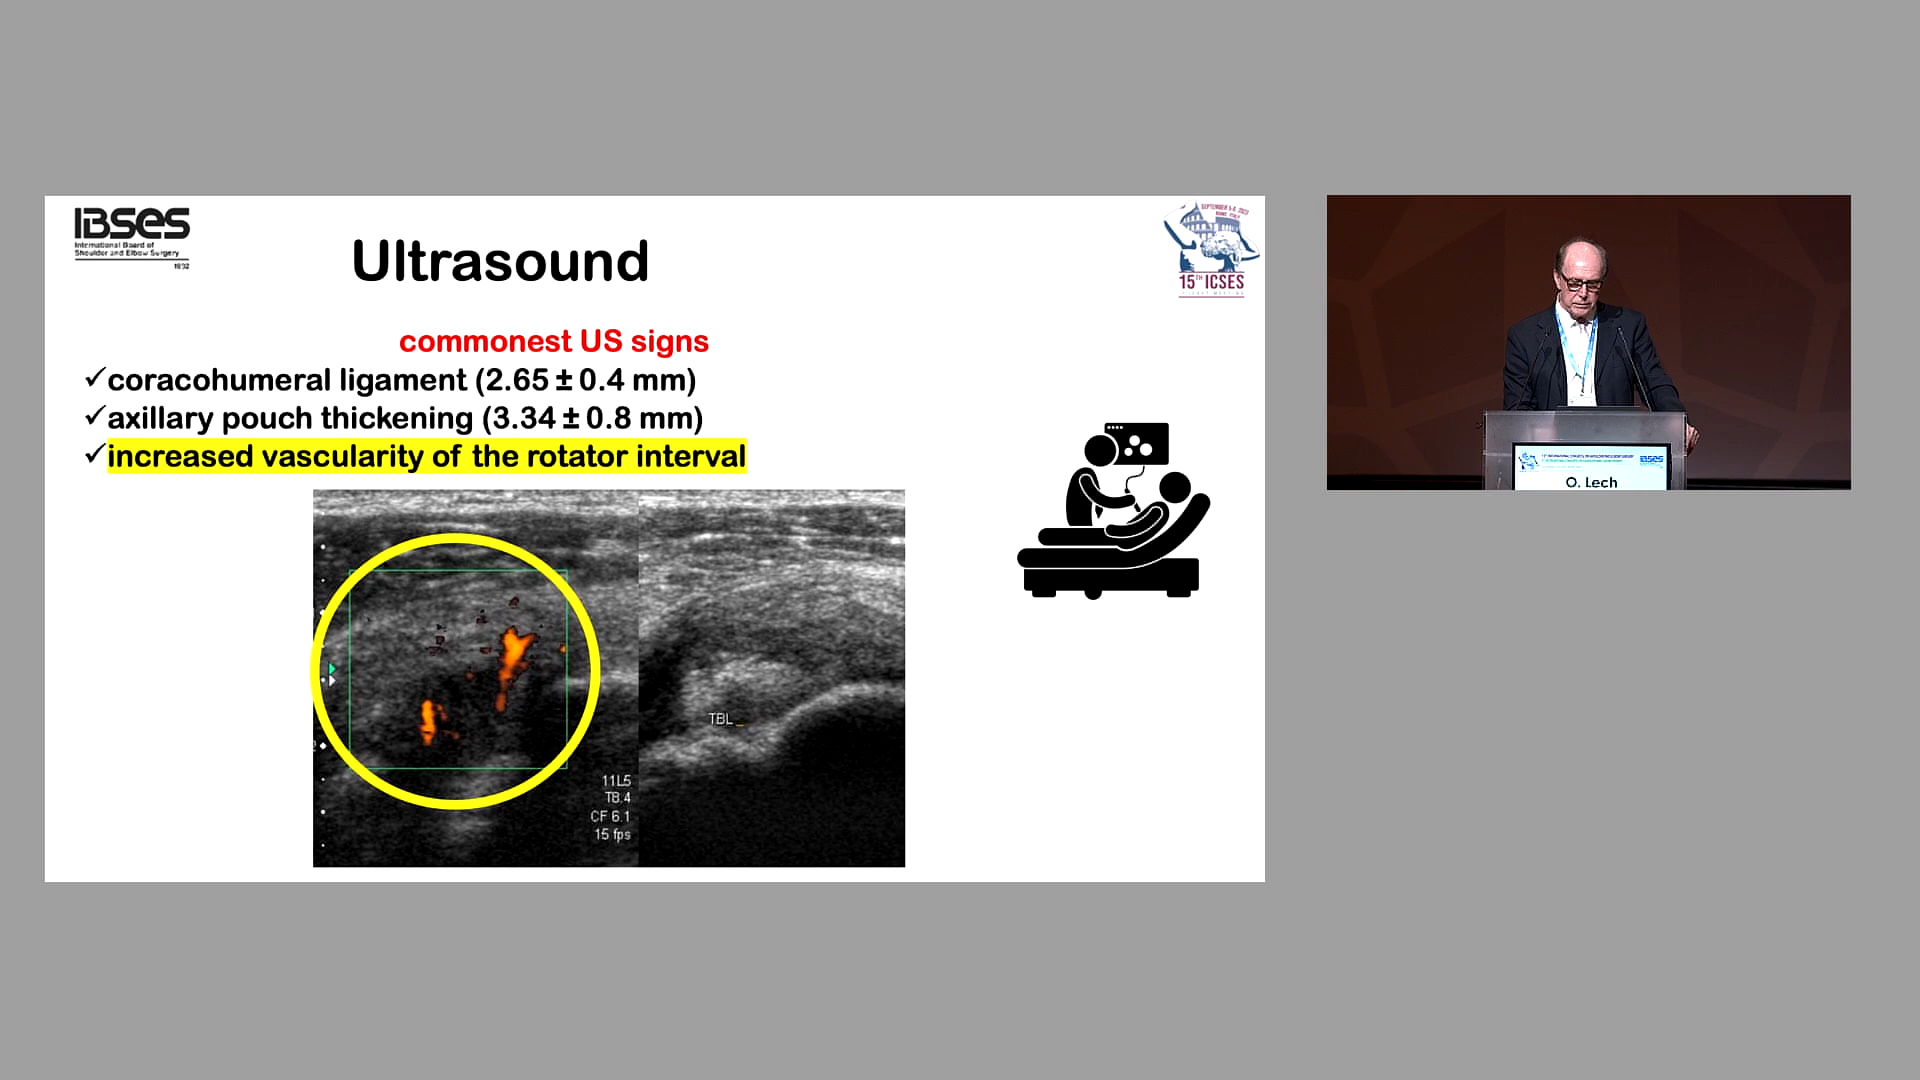 IBSES
International Board of
Shoulder and Elbow Surgery
Ultrasound
15TH ICSES
commonest US signs
✓coracohumeral ligament (2.65 ± 0.4 mm)
✓axillary pouch thickening (3.34 ± 0.8 mm)
✓increased vascularity of the rotator interval
TBL
11L5
TB.4
CF 6.1
15 fps
IBSES
O. Lech